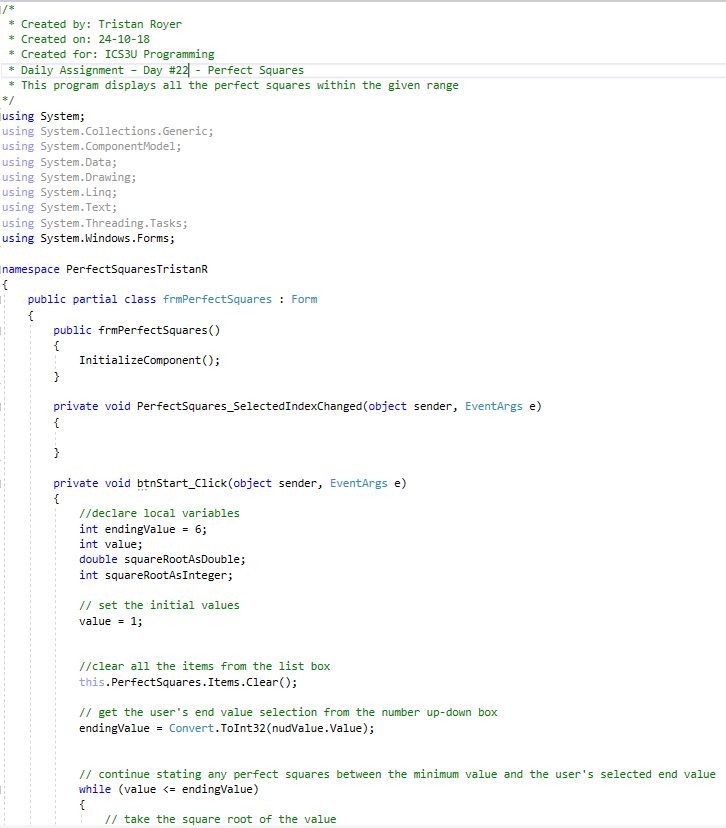 /*
 * Created by: Tristan Royer
 * Created on: 24-10-18
 * Created for: ICS3U Programming
 * Daily Assignment – Day #22 - Perfect Squares
 * This program displays all the perfect squares within the given range
*/
using System;
using System.Collections.Generic;
using System.ComponentModel;
using System.Data;
using System.Drawing;
using System.Linq;
using System.Text;
using System.Threading.Tasks;
using System.Windows.Forms;

namespace PerfectSquaresTristanR
{
    public partial class frmPerfectSquares : Form
    {
        public frmPerfectSquares()
        {
            InitializeComponent();
        }

        private void PerfectSquares_SelectedIndexChanged(object sender, EventArgs e)
        {

        }

        private void btnStart_Click(object sender, EventArgs e)
        {
            //declare local variables
            int endingValue = 6;
            int value;
            double squareRootAsDouble;
            int squareRootAsInteger;

            // set the initial values
            value = 1;


            //clear all the items from the list box
            this.PerfectSquares.Items.Clear();

            // get the user's end value selection from the number up-down box
            endingValue = Convert.ToInt32(nudValue.Value);


            // continue stating any perfect squares between the minimum value and the user's selected end value
            while (value <= endingValue)
            {
                // take the square root of the value